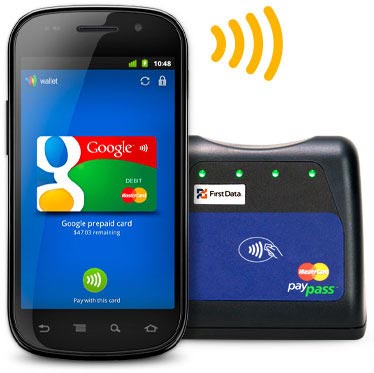 10:48
wallet
Google
DEBIT
MasterCard
Google prepaid card
$47.03 remaining
Pay with this card
First Data
MasterCard
paypass